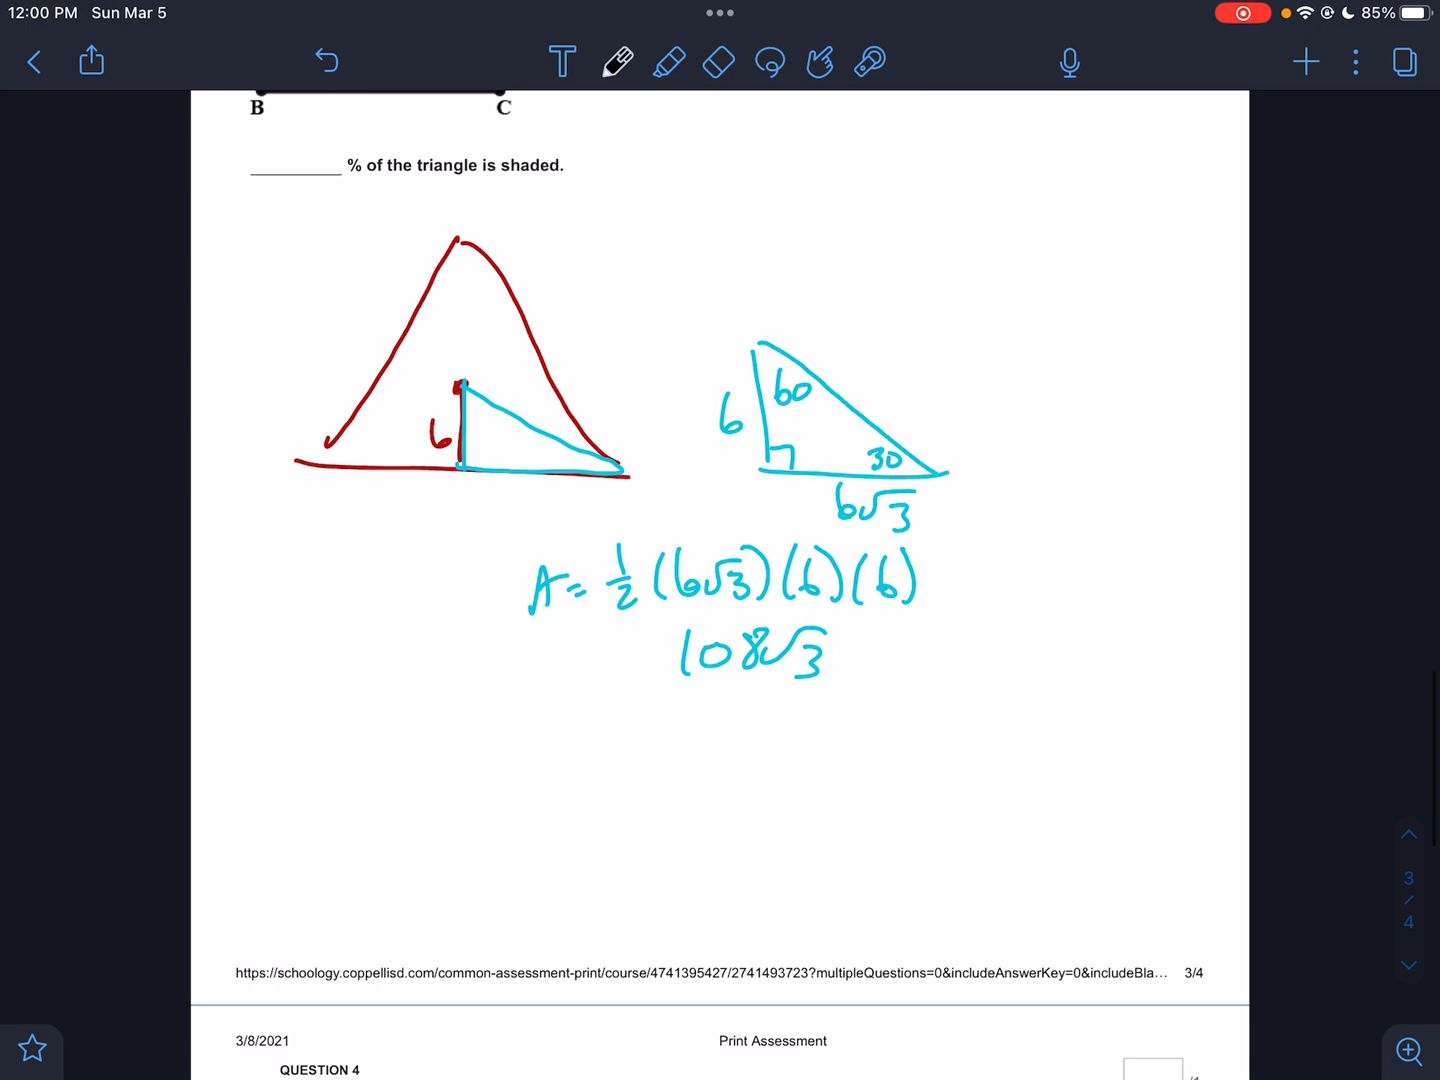 12:00 PM Sun Mar 5
85%
T
B C
__________ % of the triangle is shaded.
6
6
60
30
6√3
A = 1/2 (6√3)(6)(6)
108√3
3
/
4
https://schoology.coppellisd.com/common-assessment-print/course/4741395427/2741493723?multipleQuestions=0&includeAnswerKey=0&includeBla... 3/4
3/8/2021 Print Assessment
QUESTION 4